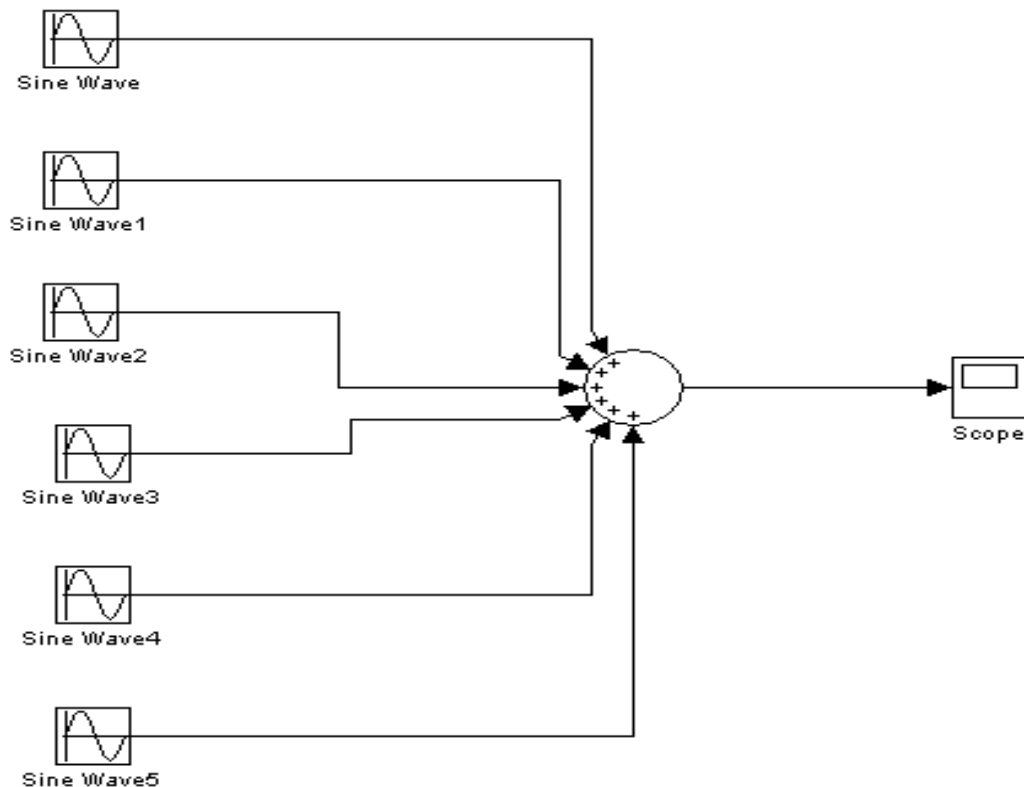 Sine Wave
Sine Wave1
Sine Wave2
Sine Wave3
Sine Wave4
Sine Wave5
+
+
+
+
+
+
Scope